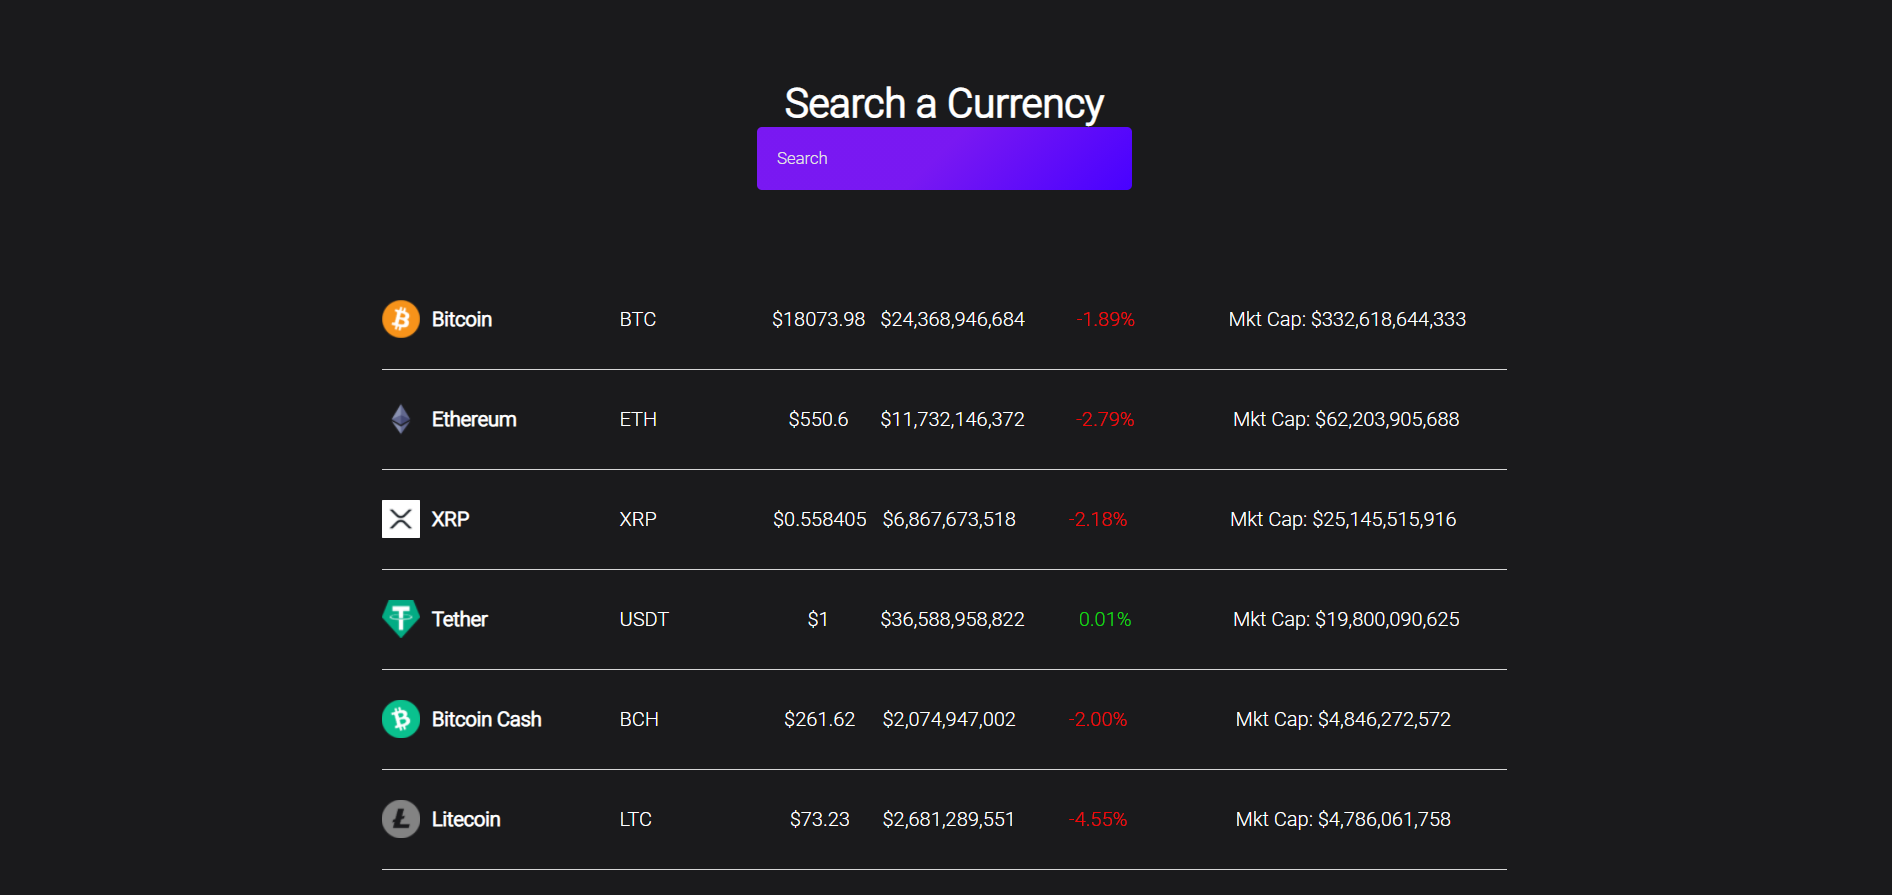 Search a Currency
Search
Bitcoin BTC $18073.98 $24,368,946,684 -1.89% Mkt Cap: $332,618,644,333
Ethereum ETH $550.6 $11,732,146,372 -2.79% Mkt Cap: $62,203,905,688
XRP XRP $0.558405 $6,867,673,518 -2.18% Mkt Cap: $25,145,515,916
Tether USDT $1 $36,588,958,822 0.01% Mkt Cap: $19,800,090,625
Bitcoin Cash BCH $261.62 $2,074,947,002 -2.00% Mkt Cap: $4,846,272,572
Litecoin LTC $73.23 $2,681,289,551 -4.55% Mkt Cap: $4,786,061,758